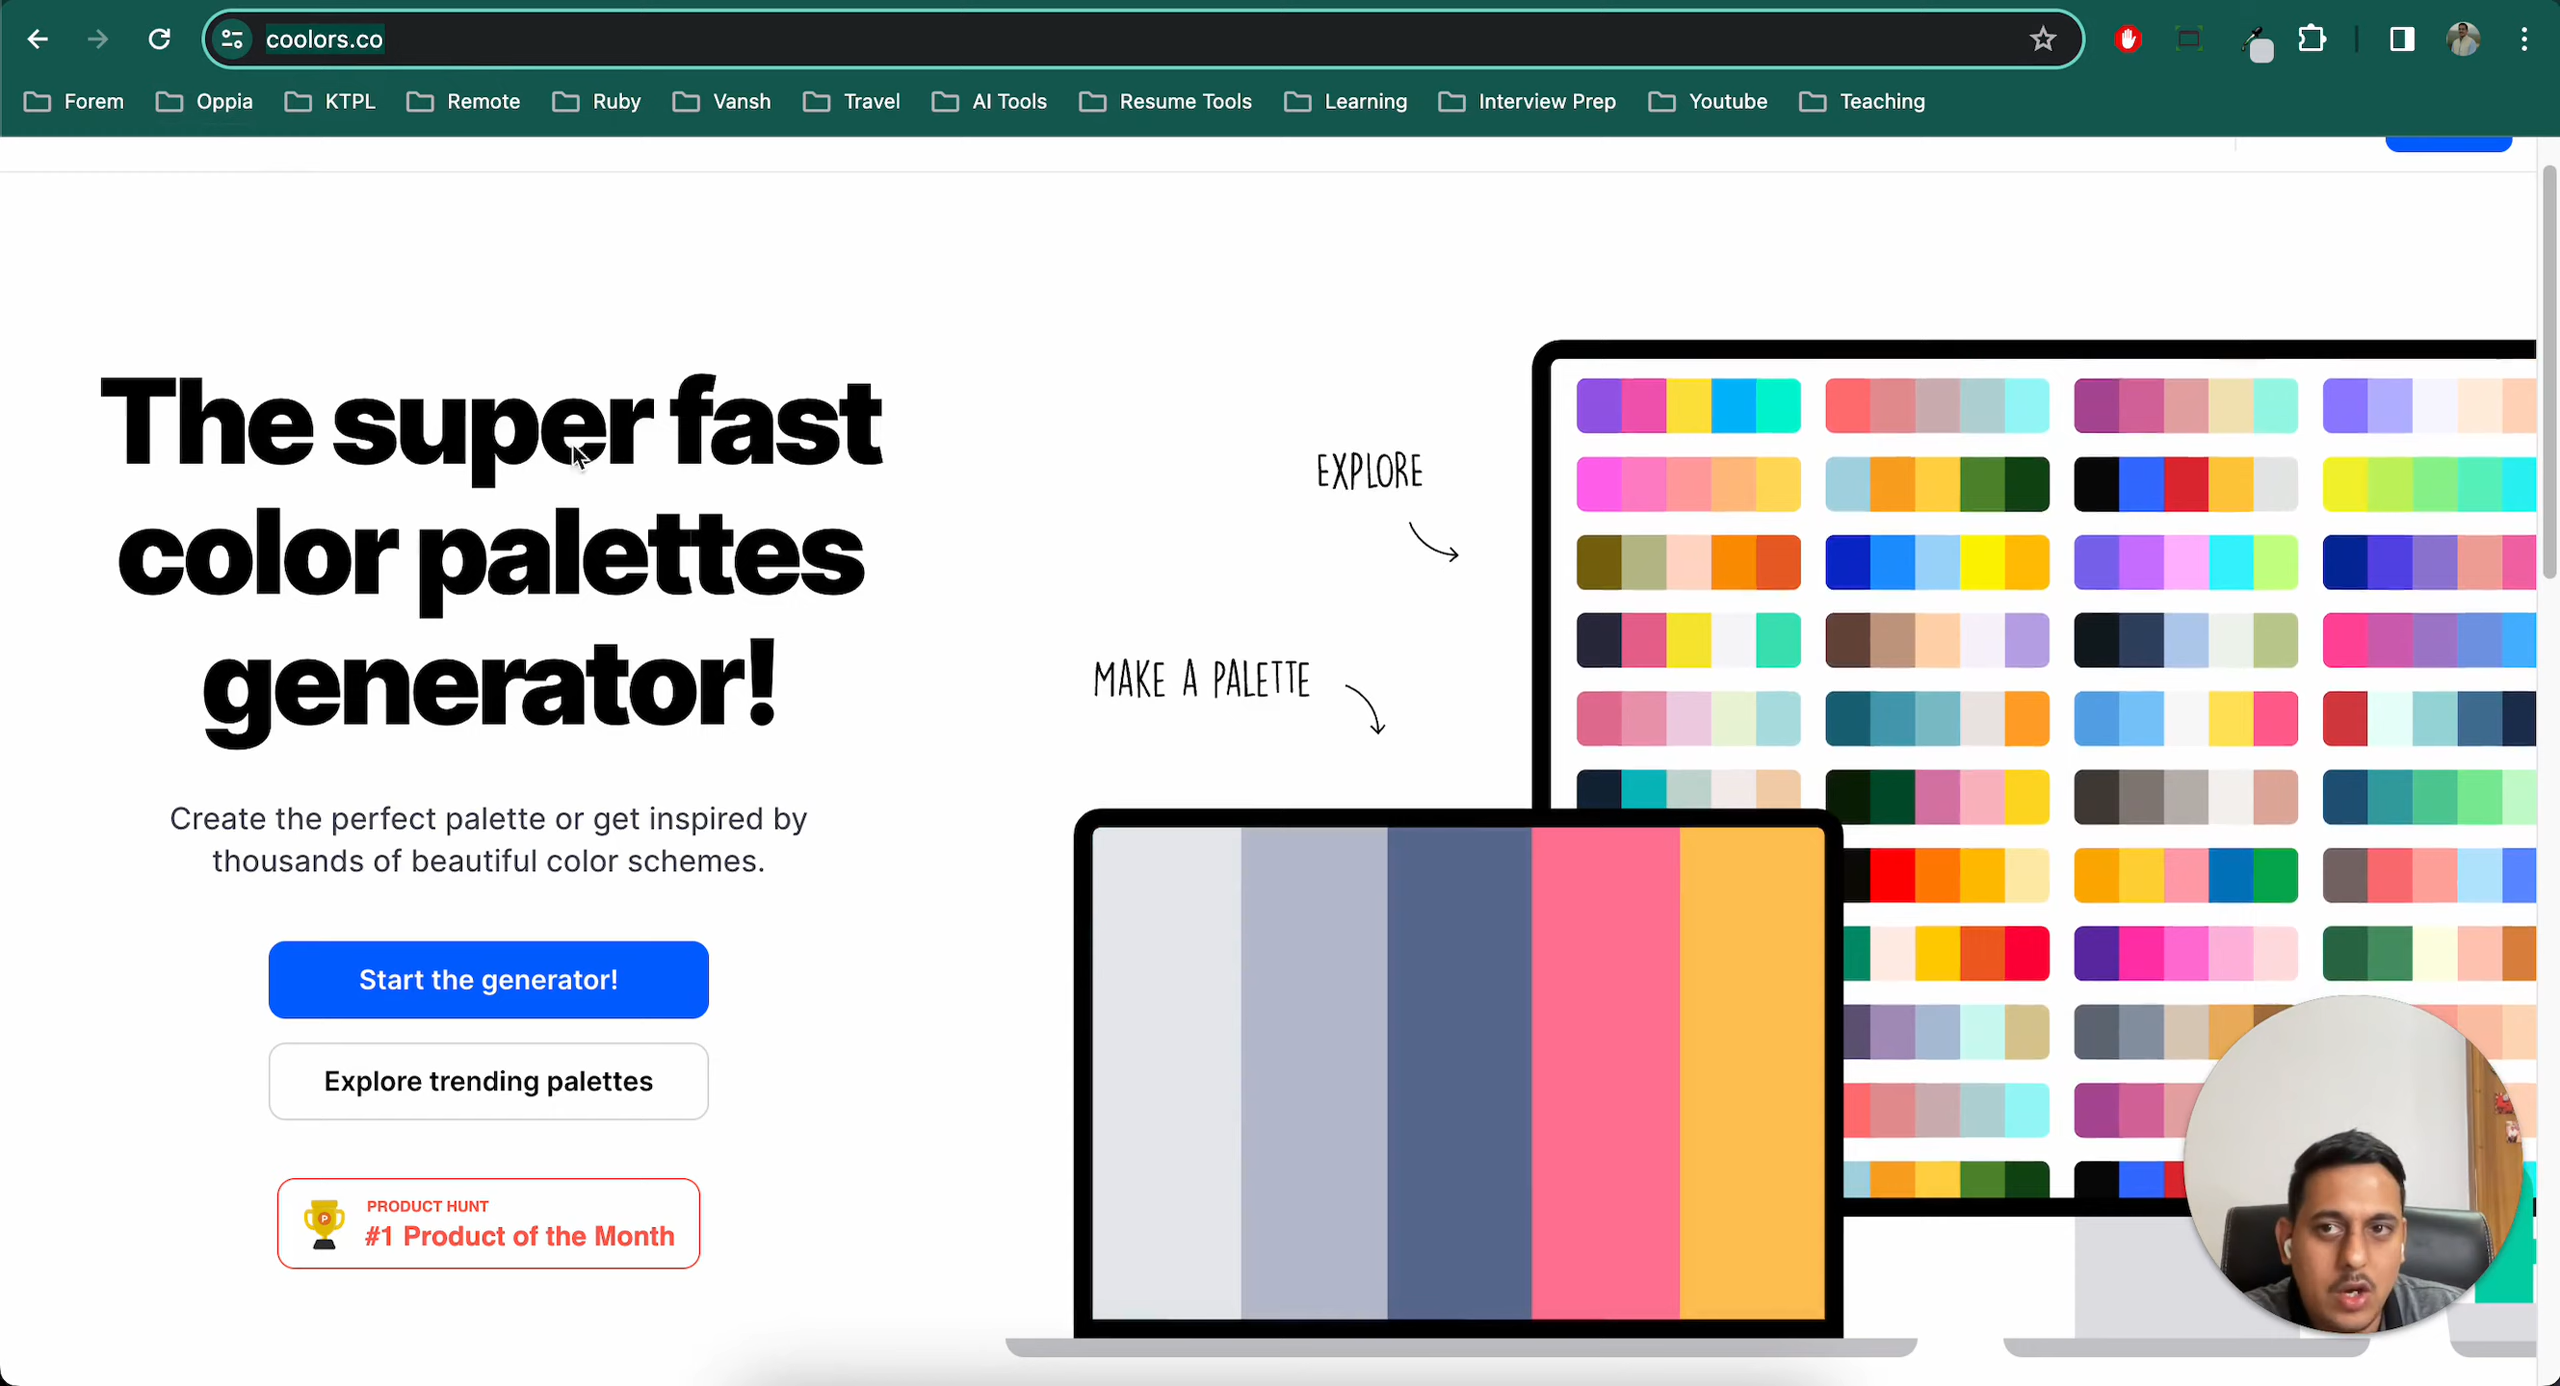 coolors.co
Forem Oppia KTPL Remote Ruby Vansh Travel AI Tools Resume Tools Learning Interview Prep Youtube Teaching
The super fast
color palettes
generator!
Create the perfect palette or get inspired by
thousands of beautiful color schemes.
Start the generator!
Explore trending palettes
P
PRODUCT HUNT
#1 Product of the Month
EXPLORE
MAKE A PALETTE